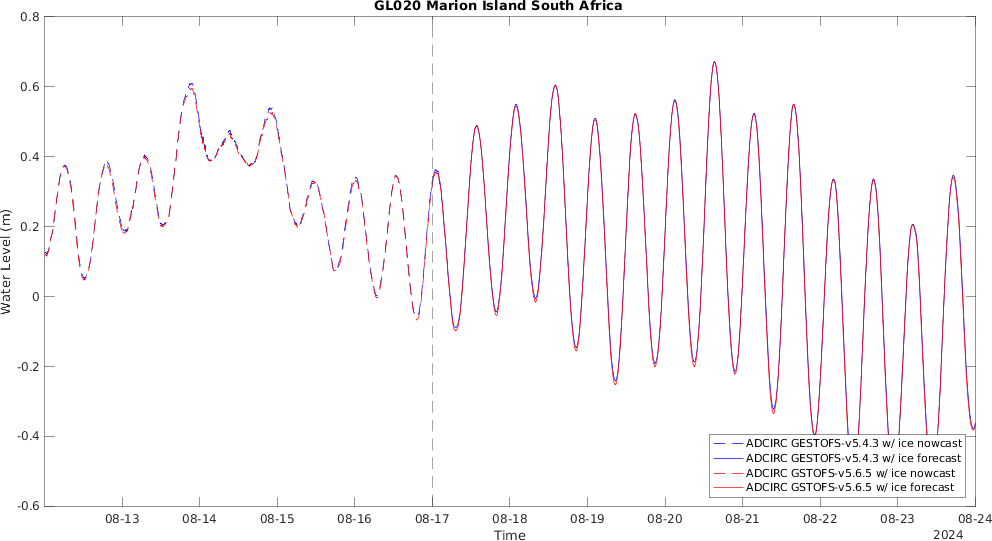 GL020 Marion Island South Africa
0.8
0.6
0.4
0.2
0
-0.2
-0.4
-0.6
Water Level (m)
ADCIRC GESTOFS-v5.4.3 w/ ice nowcast
ADCIRC GESTOFS-v5.4.3 w/ ice forecast
ADCIRC GSTOFS-v5.6.5 w/ ice nowcast
ADCIRC GSTOFS-v5.6.5 w/ ice forecast
08-13 08-14 08-15 08-16 08-17 08-18 08-19 08-20 08-21 08-22 08-23 08-24
Time
2024